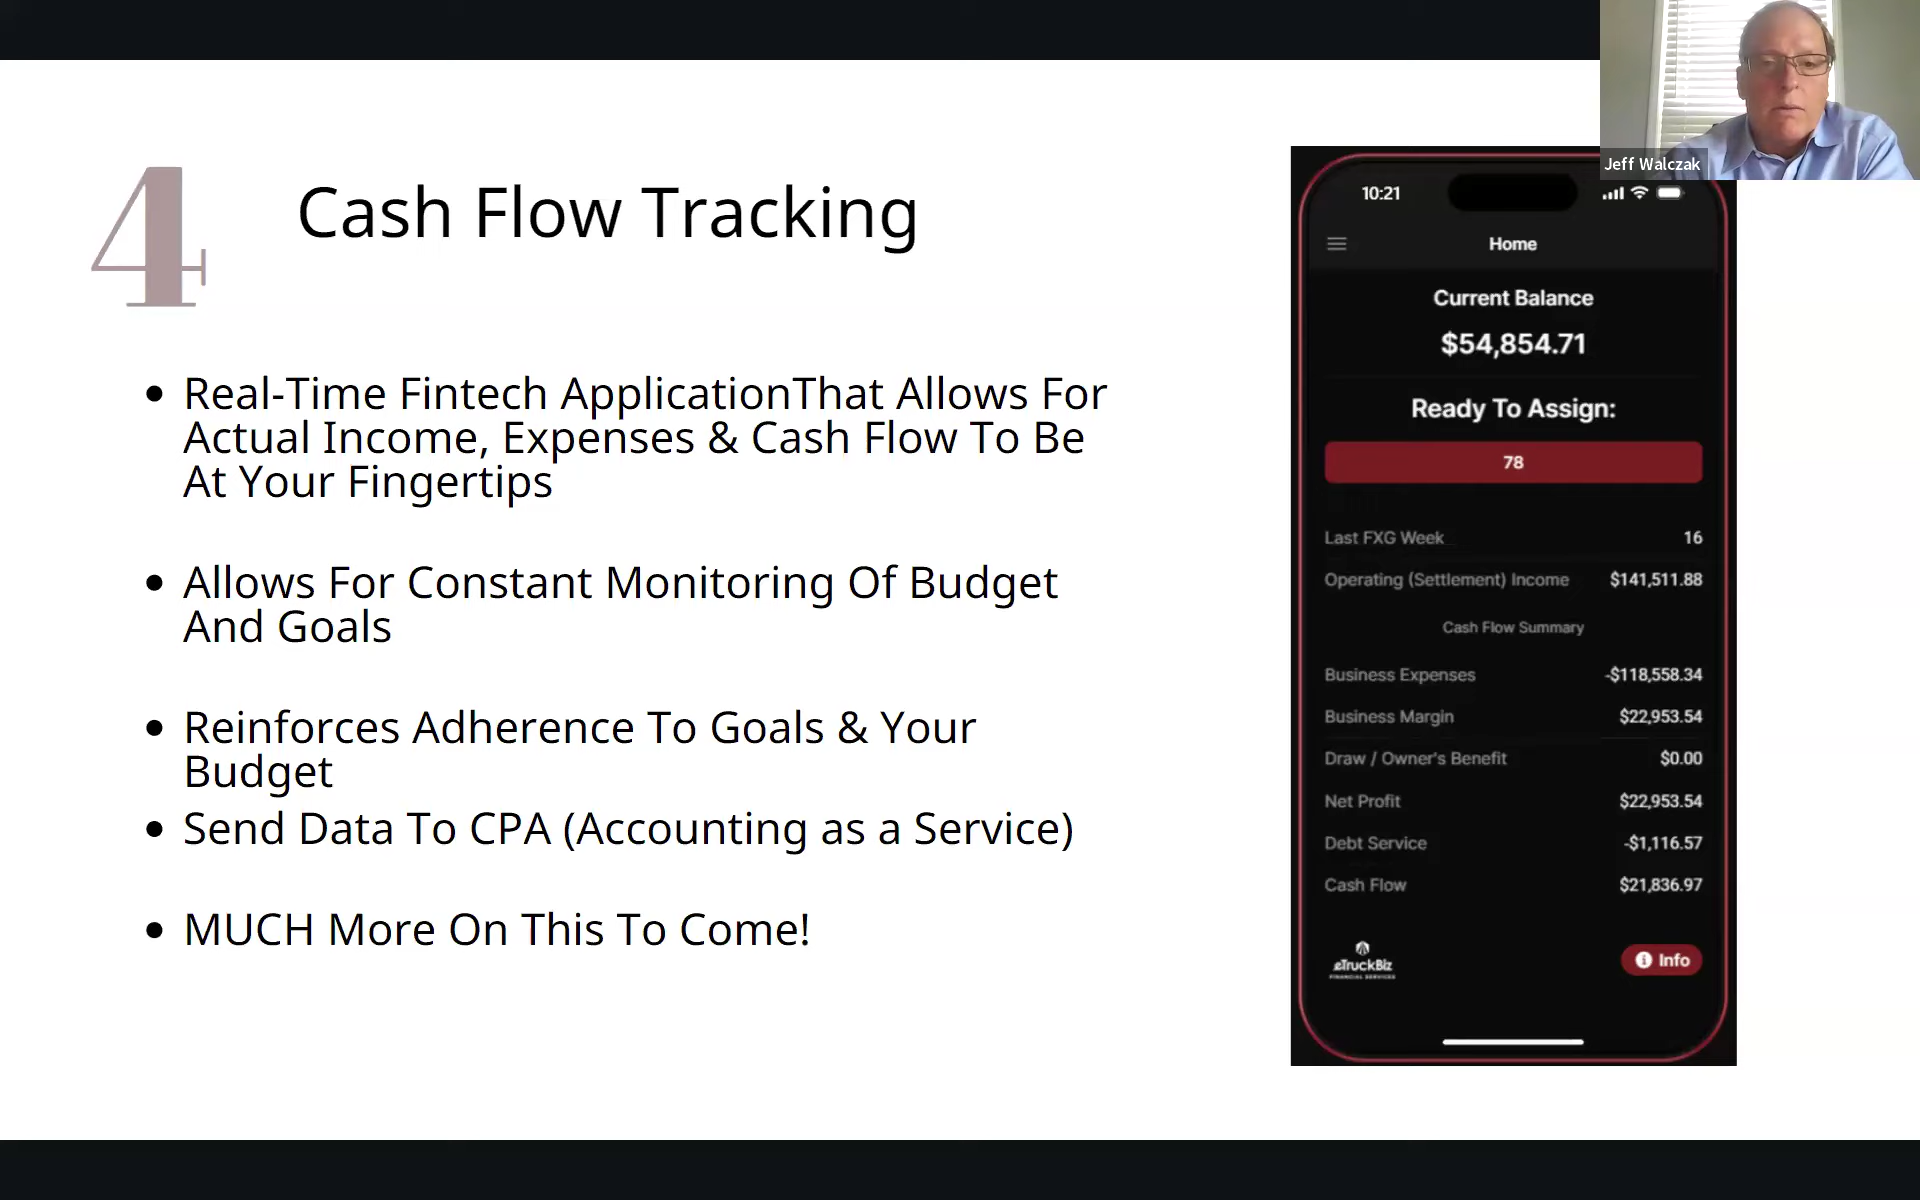 4
Cash Flow Tracking
• Real-Time Fintech ApplicationThat Allows For
Actual Income, Expenses & Cash Flow To Be
At Your Fingertips
• Allows For Constant Monitoring Of Budget
And Goals
• Reinforces Adherence To Goals & Your
Budget
• Send Data To CPA (Accounting as a Service)
• MUCH More On This To Come!
Jeff Walczak
10:21
Home
Current Balance
$54,854.71
Ready To Assign:
78
Last FXG Week 16
Operating (Settlement) Income $141,511.88
Cash Flow Summary
Business Expenses -$118,558.34
Business Margin $22,953.54
Draw / Owner's Benefit $0.00
Net Profit $22,953.54
Debt Service -$1,116.57
Cash Flow $21,836.97
eTruckBiz
FINANCIAL SERVICES
Info